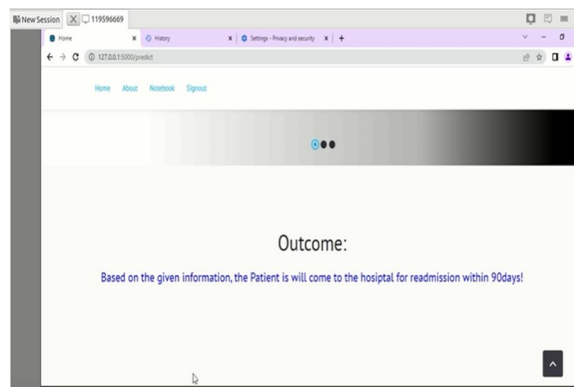 New Session
119596669
Home
History
Settings - Privacy and security
127.0.0.1:5000/predict
Home About Notebook Signout
Outcome:
Based on the given information, the Patient is will come to the hosiptal for readmission within 90days!